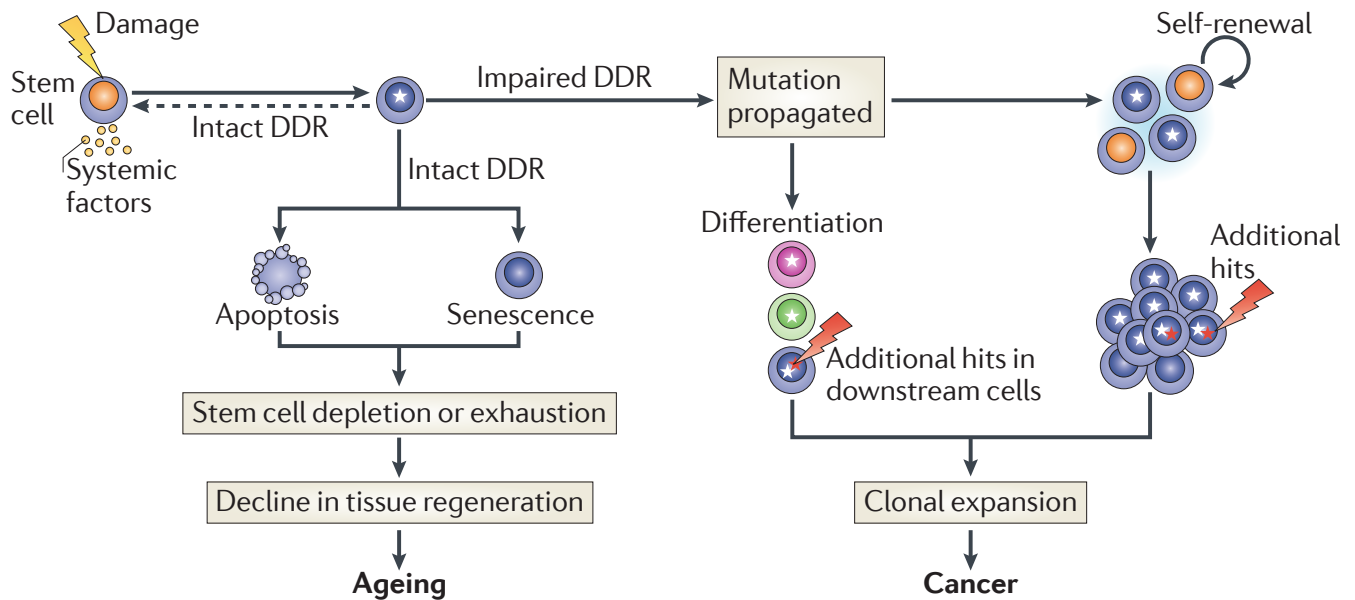 Damage
Stem
cell
Systemic
factors
Intact DDR
Impaired DDR
Intact DDR
Apoptosis
Senescence
Stem cell depletion or exhaustion
Decline in tissue regeneration
Ageing
Mutation
propagated
Differentiation
Additional hits in
downstream cells
Self-renewal
Additional
hits
Clonal expansion
Cancer